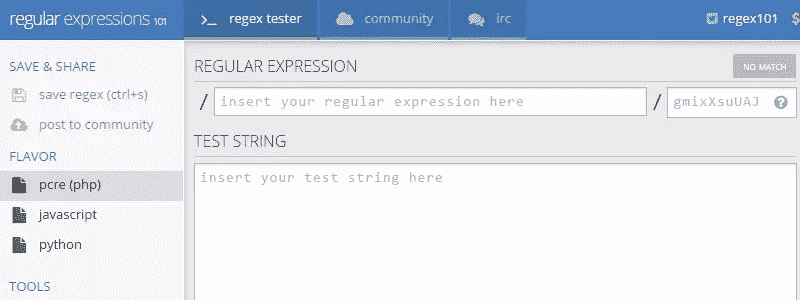 regular expressions 101
regex tester
community
irc
regex101
$
SAVE & SHARE
save regex (ctrl+s)
post to community
FLAVOR
pcre (php)
javascript
python
TOOLS
REGULAR EXPRESSION
NO MATCH
/ insert your regular expression here / gmixXsuUAJ ?
TEST STRING
insert your test string here